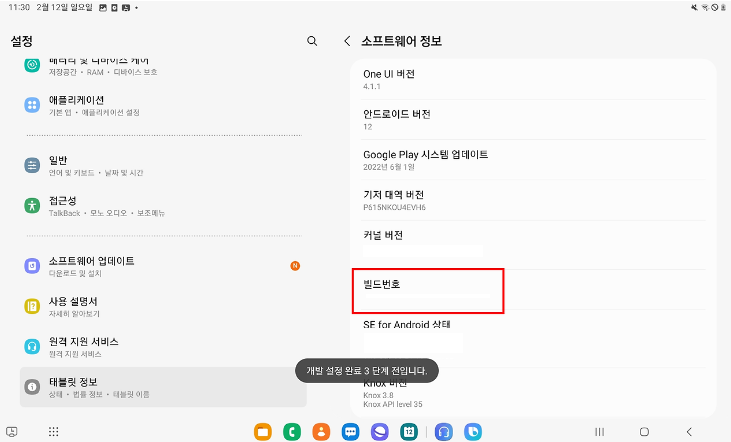 11:30 2월 12일 일요일
설정
배터리 및 디바이스 케어
저장공간 • RAM • 디바이스 보호
애플리케이션
기본 앱 • 애플리케이션 설정
일반
언어 및 키보드 • 날짜 및 시간
접근성
TalkBack • 모노 오디오 • 보조메뉴
소프트웨어 업데이트
다운로드 및 설치
N
사용 설명서
자세히 알아보기
원격 지원 서비스
원격 지원 서비스
태블릿 정보
상태 • 법률 정보 • 태블릿 이름
소프트웨어 정보
One UI 버전
4.1.1
안드로이드 버전
12
Google Play 시스템 업데이트
2022년 6월 1일
기저 대역 버전
P615NKOU4EVH6
커널 버전
빌드번호
SE for Android 상태
개발 설정 완료 3 단계 전입니다.
Knox 버전
Knox 3.8
Knox API level 35
12